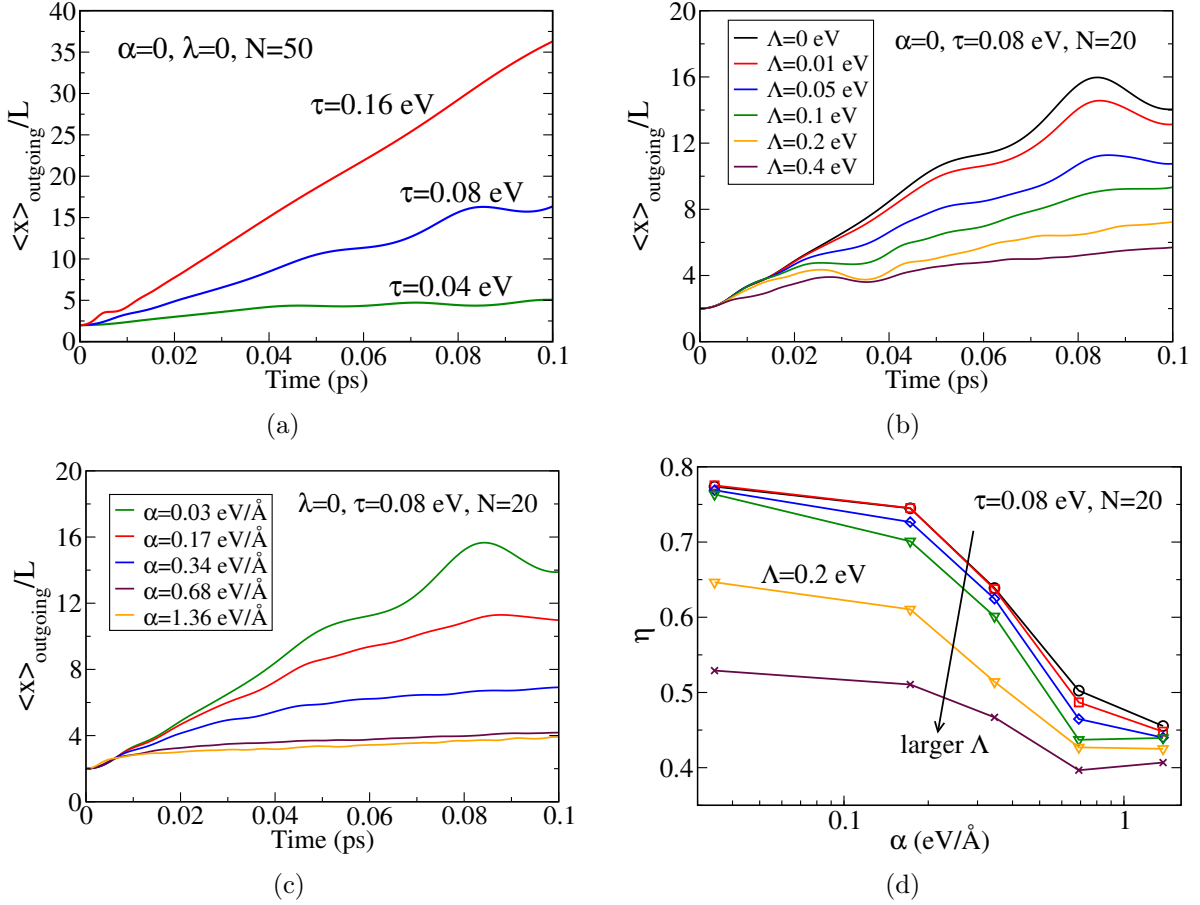 α=0, λ=0, N=50
τ=0.16 eV
τ=0.08 eV
τ=0.04 eV
<x>outgoing/L
40
35
30
25
20
15
10
5
0
0 0.02 0.04 0.06 0.08 0.1
Time (ps)
(a)
α=0, τ=0.08 eV, N=20
Λ=0 eV
Λ=0.01 eV
Λ=0.05 eV
Λ=0.1 eV
Λ=0.2 eV
Λ=0.4 eV
<x>outgoing/L
20
16
12
8
4
0
0 0.02 0.04 0.06 0.08 0.1
Time (ps)
(b)
λ=0, τ=0.08 eV, N=20
α=0.03 eV/Å
α=0.17 eV/Å
α=0.34 eV/Å
α=0.68 eV/Å
α=1.36 eV/Å
<x>outgoing/L
20
16
12
8
4
0
0 0.02 0.04 0.06 0.08 0.1
Time (ps)
(c)
τ=0.08 eV, N=20
Λ=0.2 eV
larger Λ
η
0.8
0.7
0.6
0.5
0.4
0.1 1
α (eV/Å)
(d)